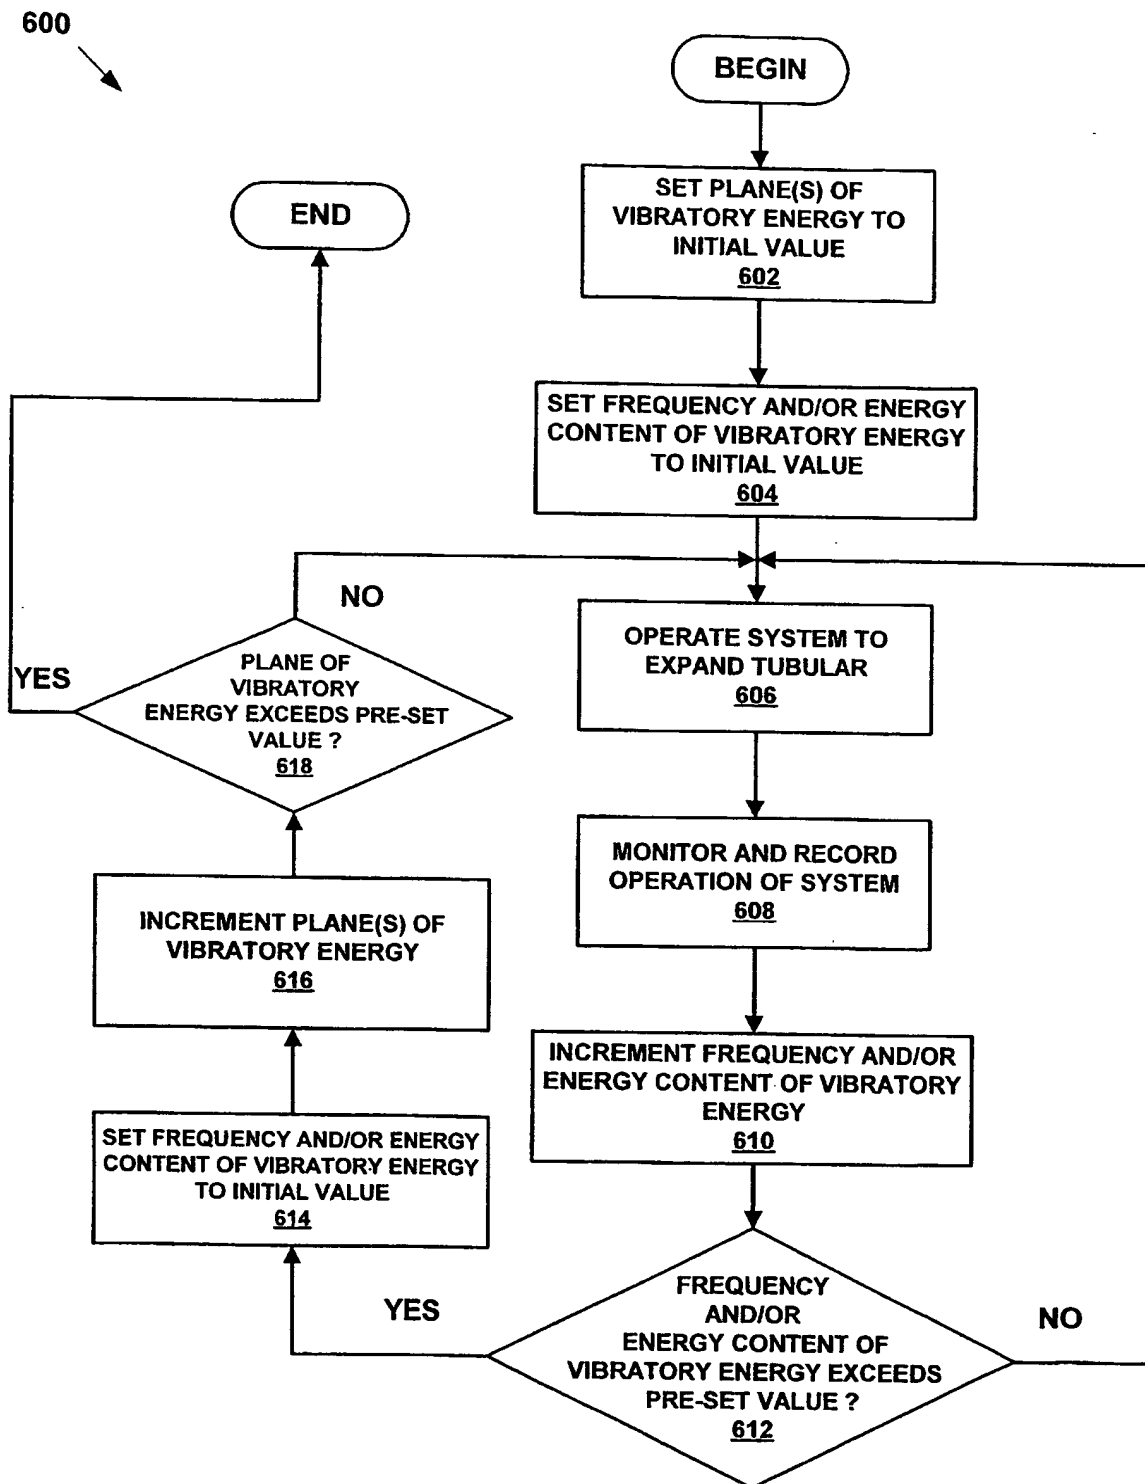 600
BEGIN
SET PLANE(S) OF
VIBRATORY ENERGY TO
INITIAL VALUE
602
END
SET FREQUENCY AND/OR ENERGY
CONTENT OF VIBRATORY ENERGY
TO INITIAL VALUE
604
NO
OPERATE SYSTEM TO
EXPAND TUBULAR
606
YES
PLANE OF
VIBRATORY
ENERGY EXCEEDS PRE-SET
VALUE ?
618
MONITOR AND RECORD
OPERATION OF SYSTEM
608
INCREMENT PLANE(S) OF
VIBRATORY ENERGY
616
INCREMENT FREQUENCY AND/OR
ENERGY CONTENT OF VIBRATORY
ENERGY
610
SET FREQUENCY AND/OR ENERGY
CONTENT OF VIBRATORY ENERGY
TO INITIAL VALUE
614
YES
FREQUENCY
AND/OR
ENERGY CONTENT OF
VIBRATORY ENERGY EXCEEDS
PRE-SET VALUE ?
612
NO